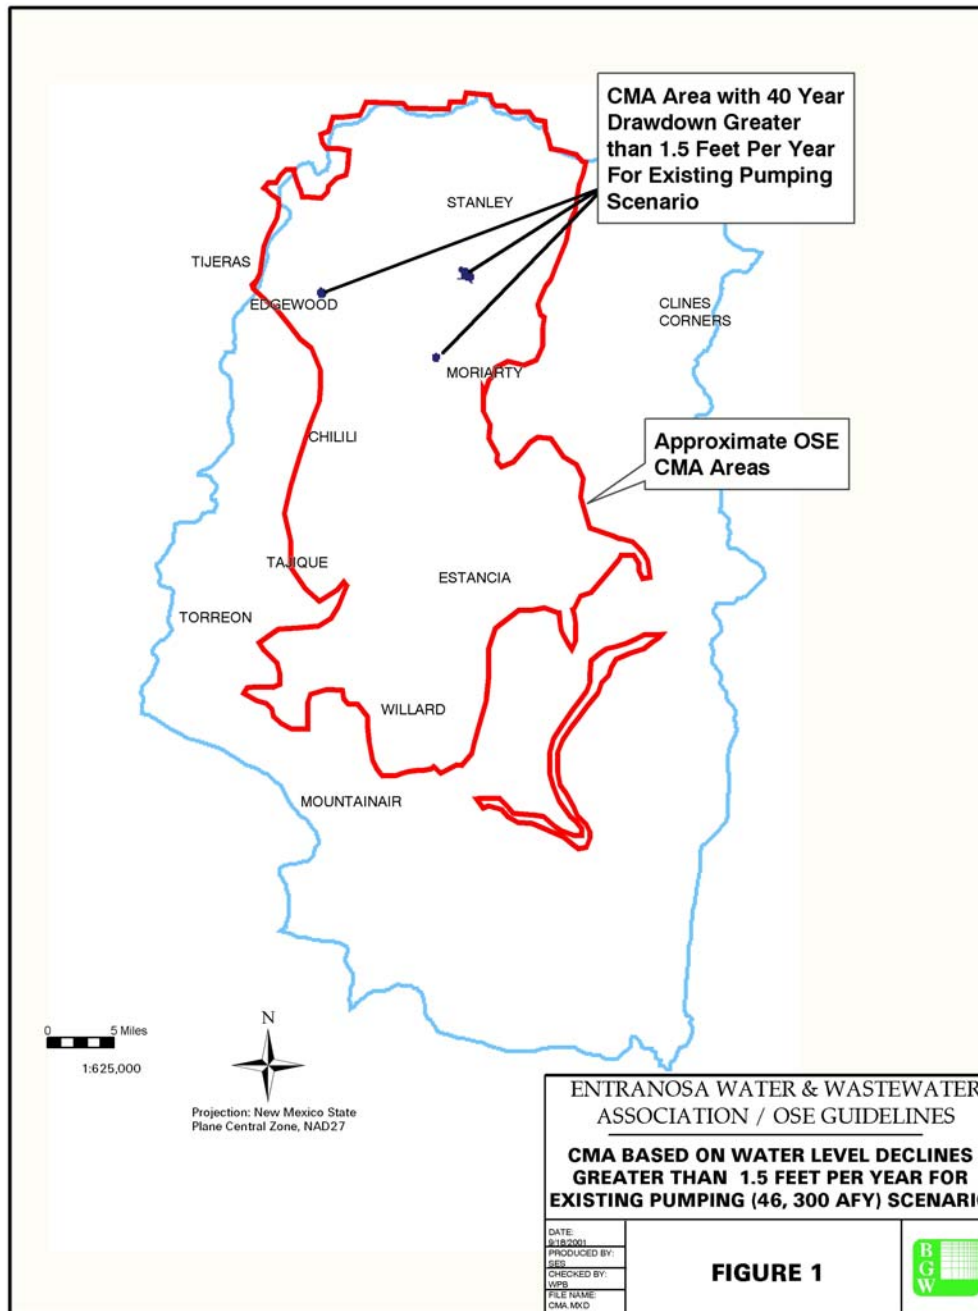 CMA Area with 40 Year
Drawdown Greater
than 1.5 Feet Per Year
For Existing Pumping
Scenario
STANLEY
TIJERAS
EDGEWOOD
CLINES
CORNERS
MORIARTY
CHILILI
Approximate OSE
CMA Areas
TAJIQUE
ESTANCIA
TORREON
WILLARD
MOUNTAINAIR
0 5 Miles
1:625,000
N
Projection: New Mexico State
Plane Central Zone, NAD27
ENTRANOSA WATER & WASTEWATER
ASSOCIATION / OSE GUIDELINES
CMA BASED ON WATER LEVEL DECLINES
GREATER THAN 1.5 FEET PER YEAR FOR
EXISTING PUMPING (46, 300 AFY) SCENARIO
DATE:
9/18/2001
PRODUCED BY:
SES
CHECKED BY:
WPB
FILE NAME:
CMA.MXD
FIGURE 1
B
G
W